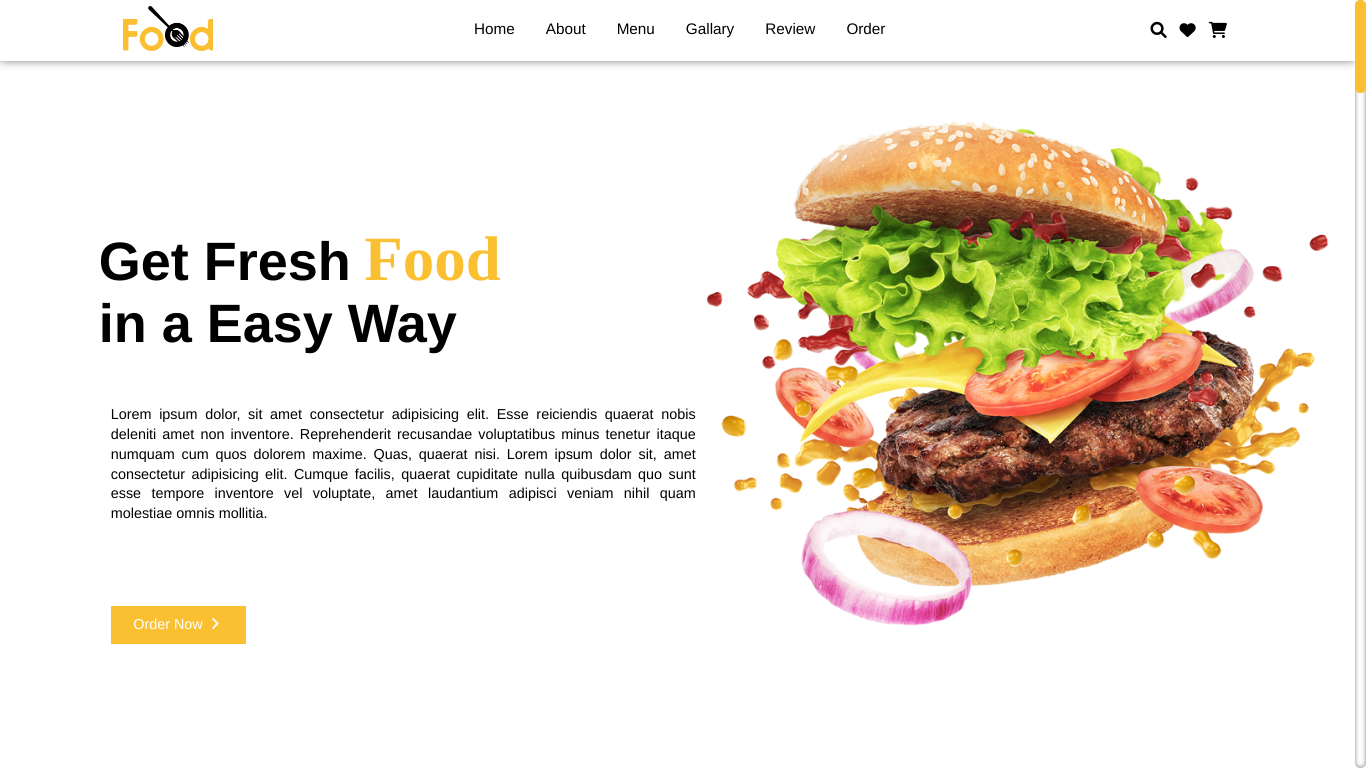 Food
Home About Menu Gallary Review Order
Get Fresh Food
in a Easy Way
Lorem ipsum dolor, sit amet consectetur adipisicing elit. Esse reiciendis quaerat nobis
deleniti amet non inventore. Reprehenderit recusandae voluptatibus minus tenetur itaque
numquam cum quos dolorem maxime. Quas, quaerat nisi. Lorem ipsum dolor sit, amet
consectetur adipisicing elit. Cumque facilis, quaerat cupiditate nulla quibusdam quo sunt
esse tempore inventore vel voluptate, amet laudantium adipisci veniam nihil quam
molestiae omnis mollitia.
Order Now